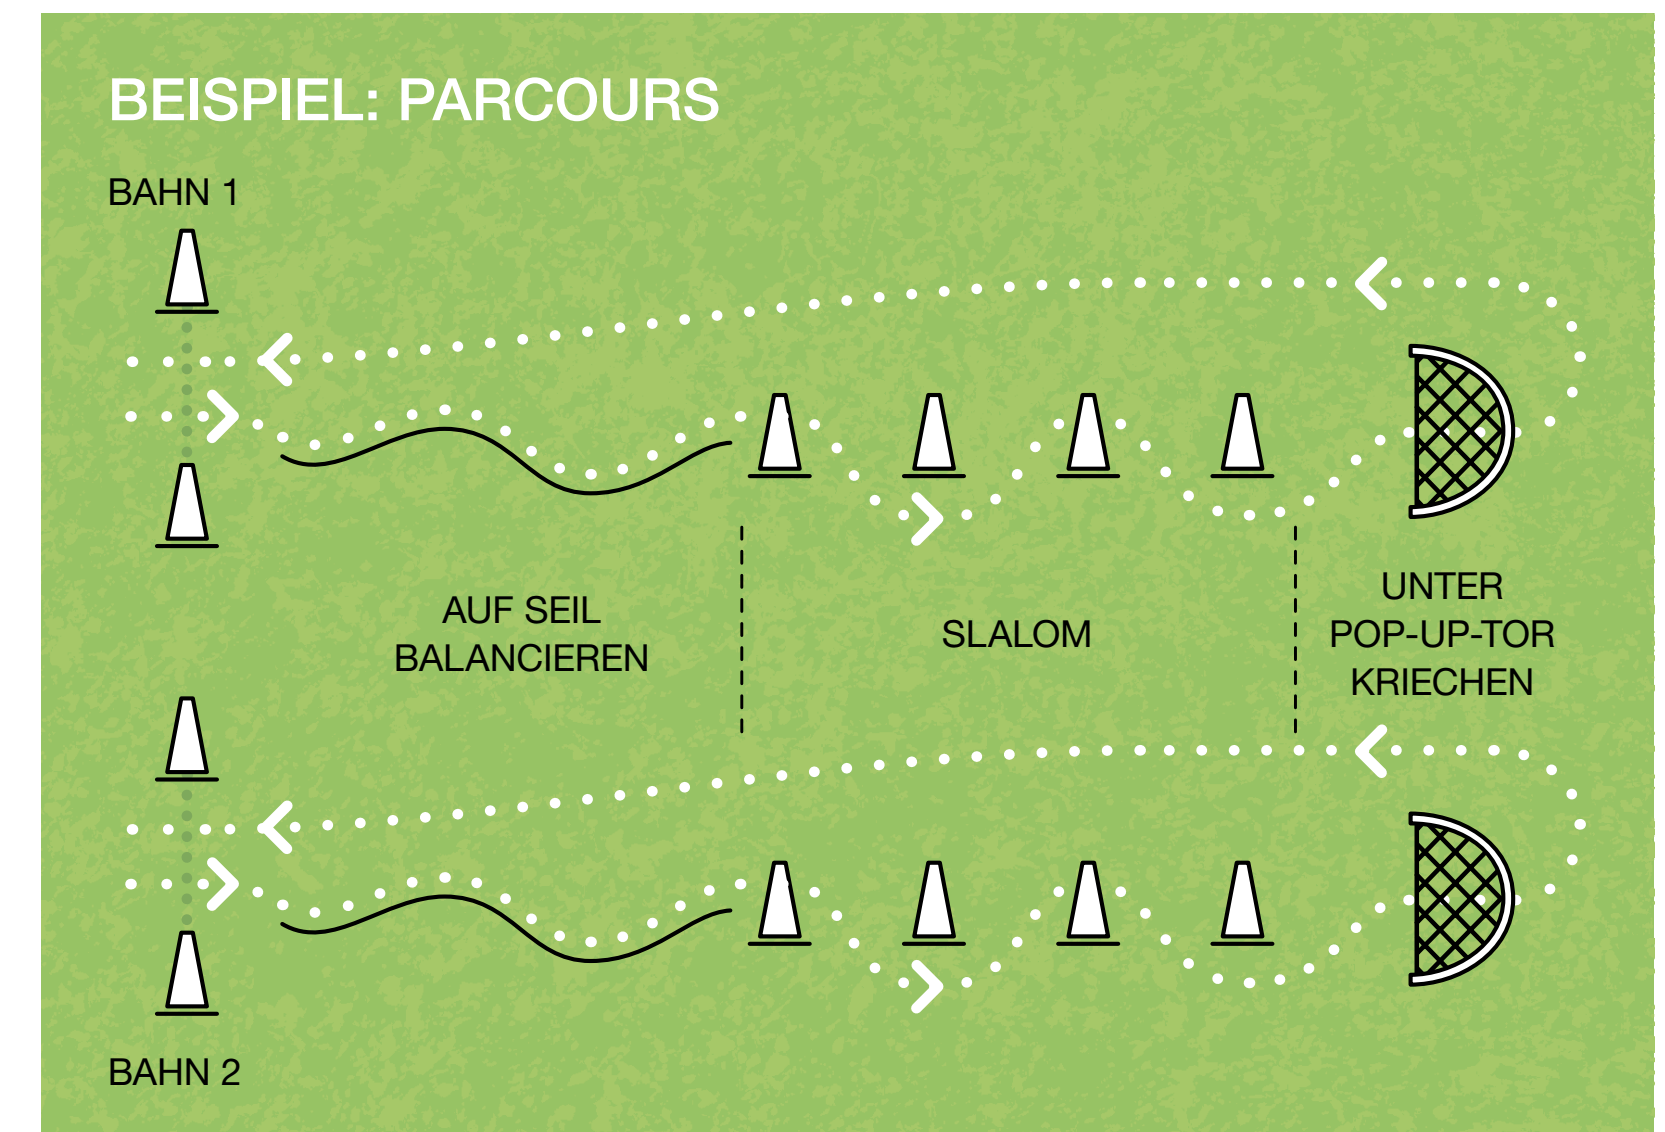 BEISPIEL: PARCOURS
BAHN 1
AUF SEIL
BALANCIEREN
SLALOM
UNTER
POP-UP-TOR
KRIECHEN
BAHN 2